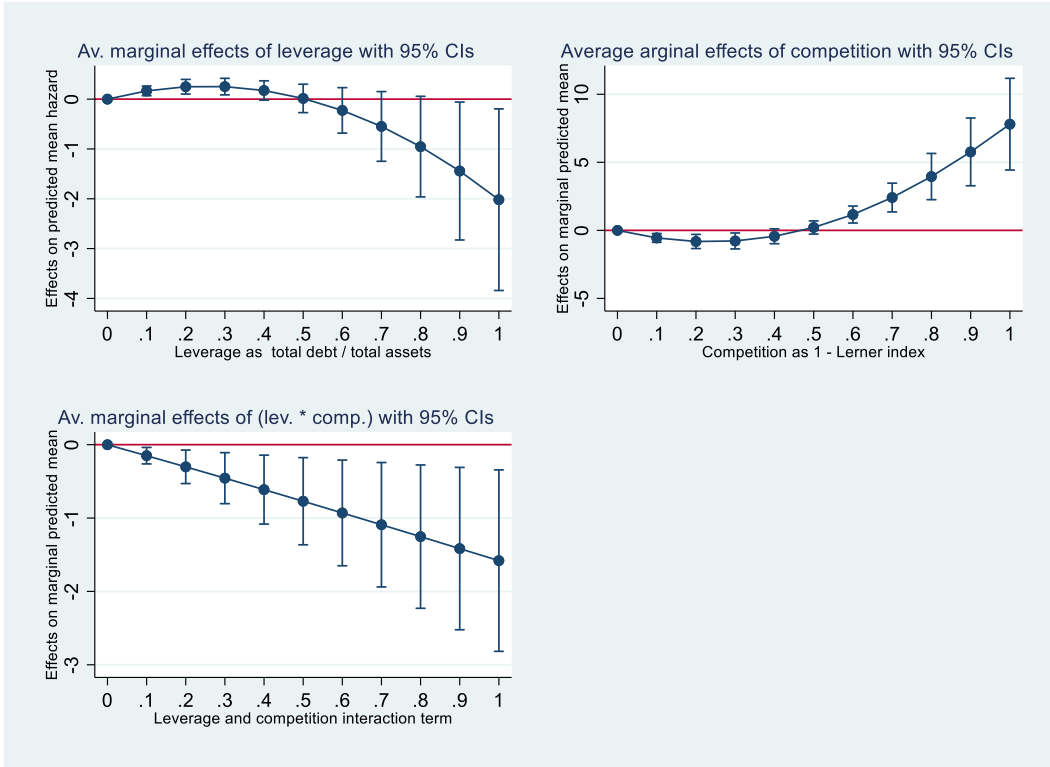 Av. marginal effects of leverage with 95% CIs
Effects on predicted mean hazard
0
-1
-2
-3
-4
0 .1 .2 .3 .4 .5 .6 .7 .8 .9 1
Leverage as total debt / total assets
Average arginal effects of competition with 95% CIs
Effects on marginal predicted mean
10
5
0
-5
0 .1 .2 .3 .4 .5 .6 .7 .8 .9 1
Competition as 1 - Lerner index
Av. marginal effects of (lev. * comp.) with 95% CIs
Effects on marginal predicted mean
0
-1
-2
-3
0 .1 .2 .3 .4 .5 .6 .7 .8 .9 1
Leverage and competition interaction term